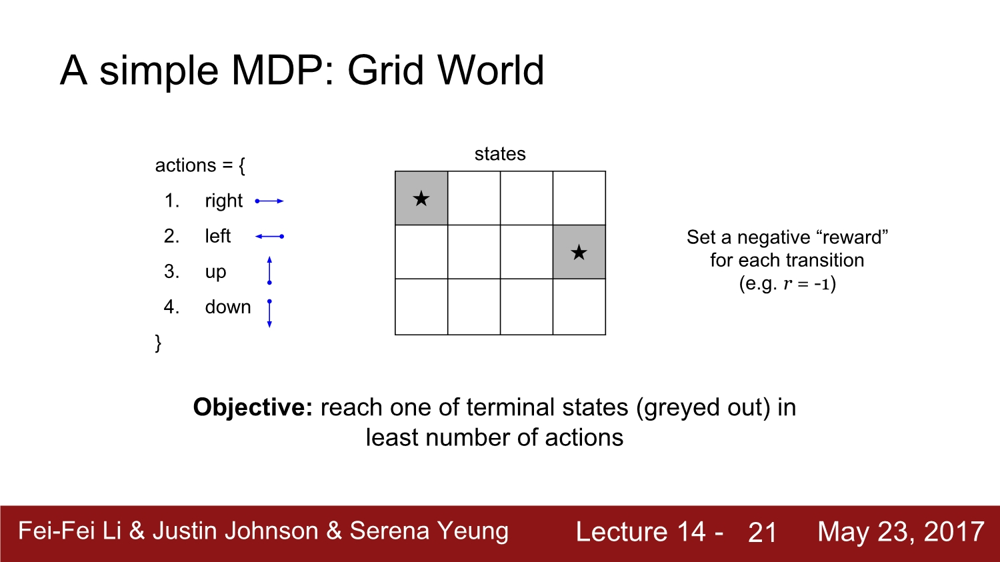 A simple MDP: Grid World
actions = {
1. right
2. left
3. up
4. down
}
states
★
★
Set a negative “reward”
for each transition
(e.g. r = -1)
Objective: reach one of terminal states (greyed out) in
least number of actions
Fei-Fei Li & Justin Johnson & Serena Yeung
Lecture 14 - 21
May 23, 2017